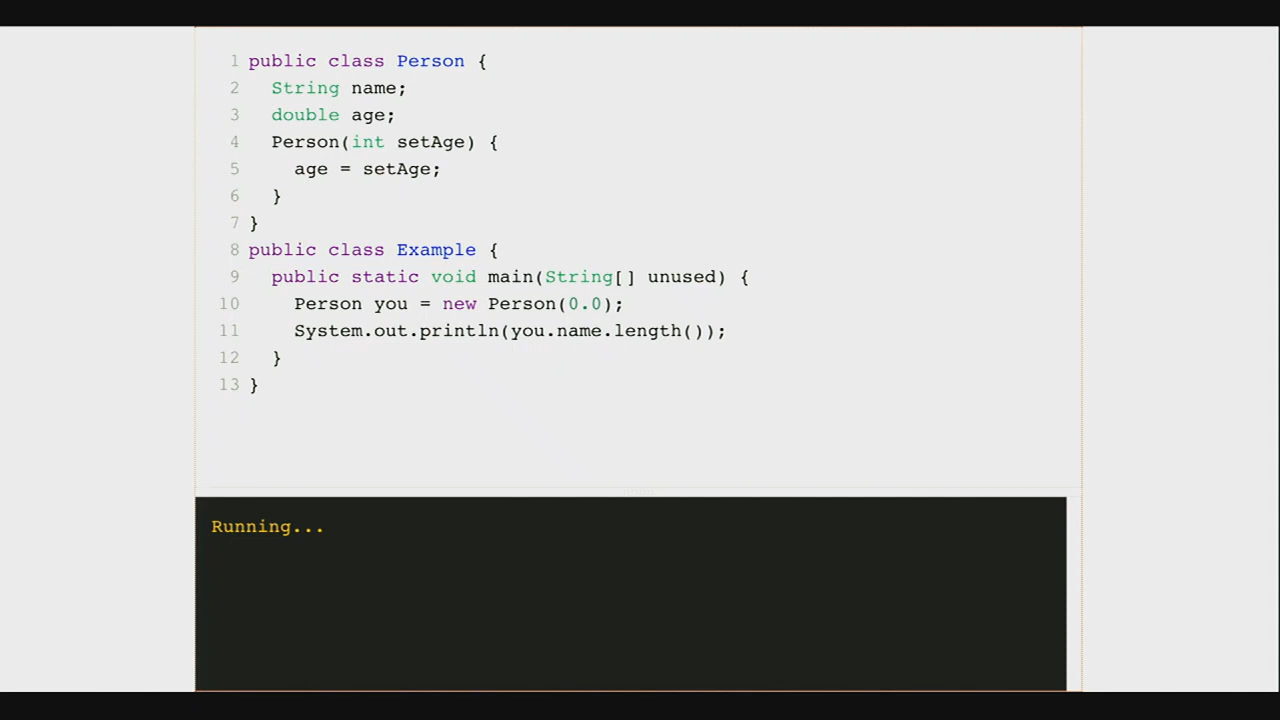 1 public class Person {
2   String name;
3   double age;
4   Person(int setAge) {
5     age = setAge;
6   }
7 }
8 public class Example {
9   public static void main(String[] unused) {
10     Person you = new Person(0.0);
11     System.out.println(you.name.length());
12   }
13 }
Running...